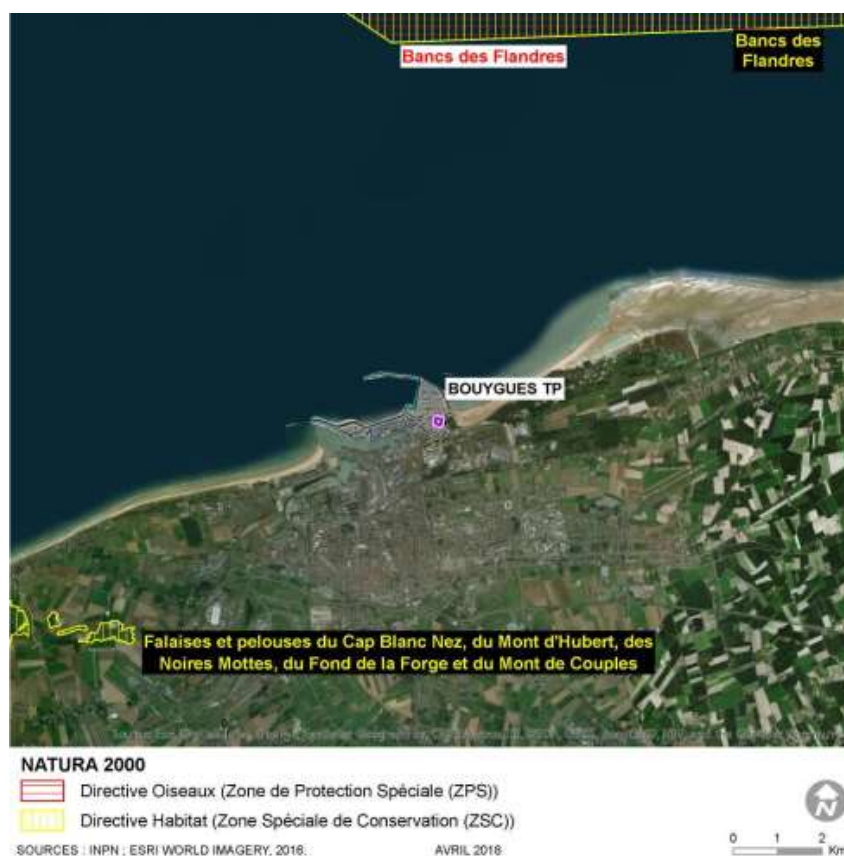 Bancs des Flandres
Bancs des
Flandres
BOUYGUES TP
Falaises et pelouses du Cap Blanc Nez, du Mont d'Hubert, des
Noires Mottes, du Fond de la Forge et du Mont de Couples
NATURA 2000
Directive Oiseaux (Zone de Protection Spéciale (ZPS))
Directive Habitat (Zone Spéciale de Conservation (ZSC))
N
0 1 2
Km
SOURCES : INPN ; ESRI WORLD IMAGERY, 2016. AVRIL 2018